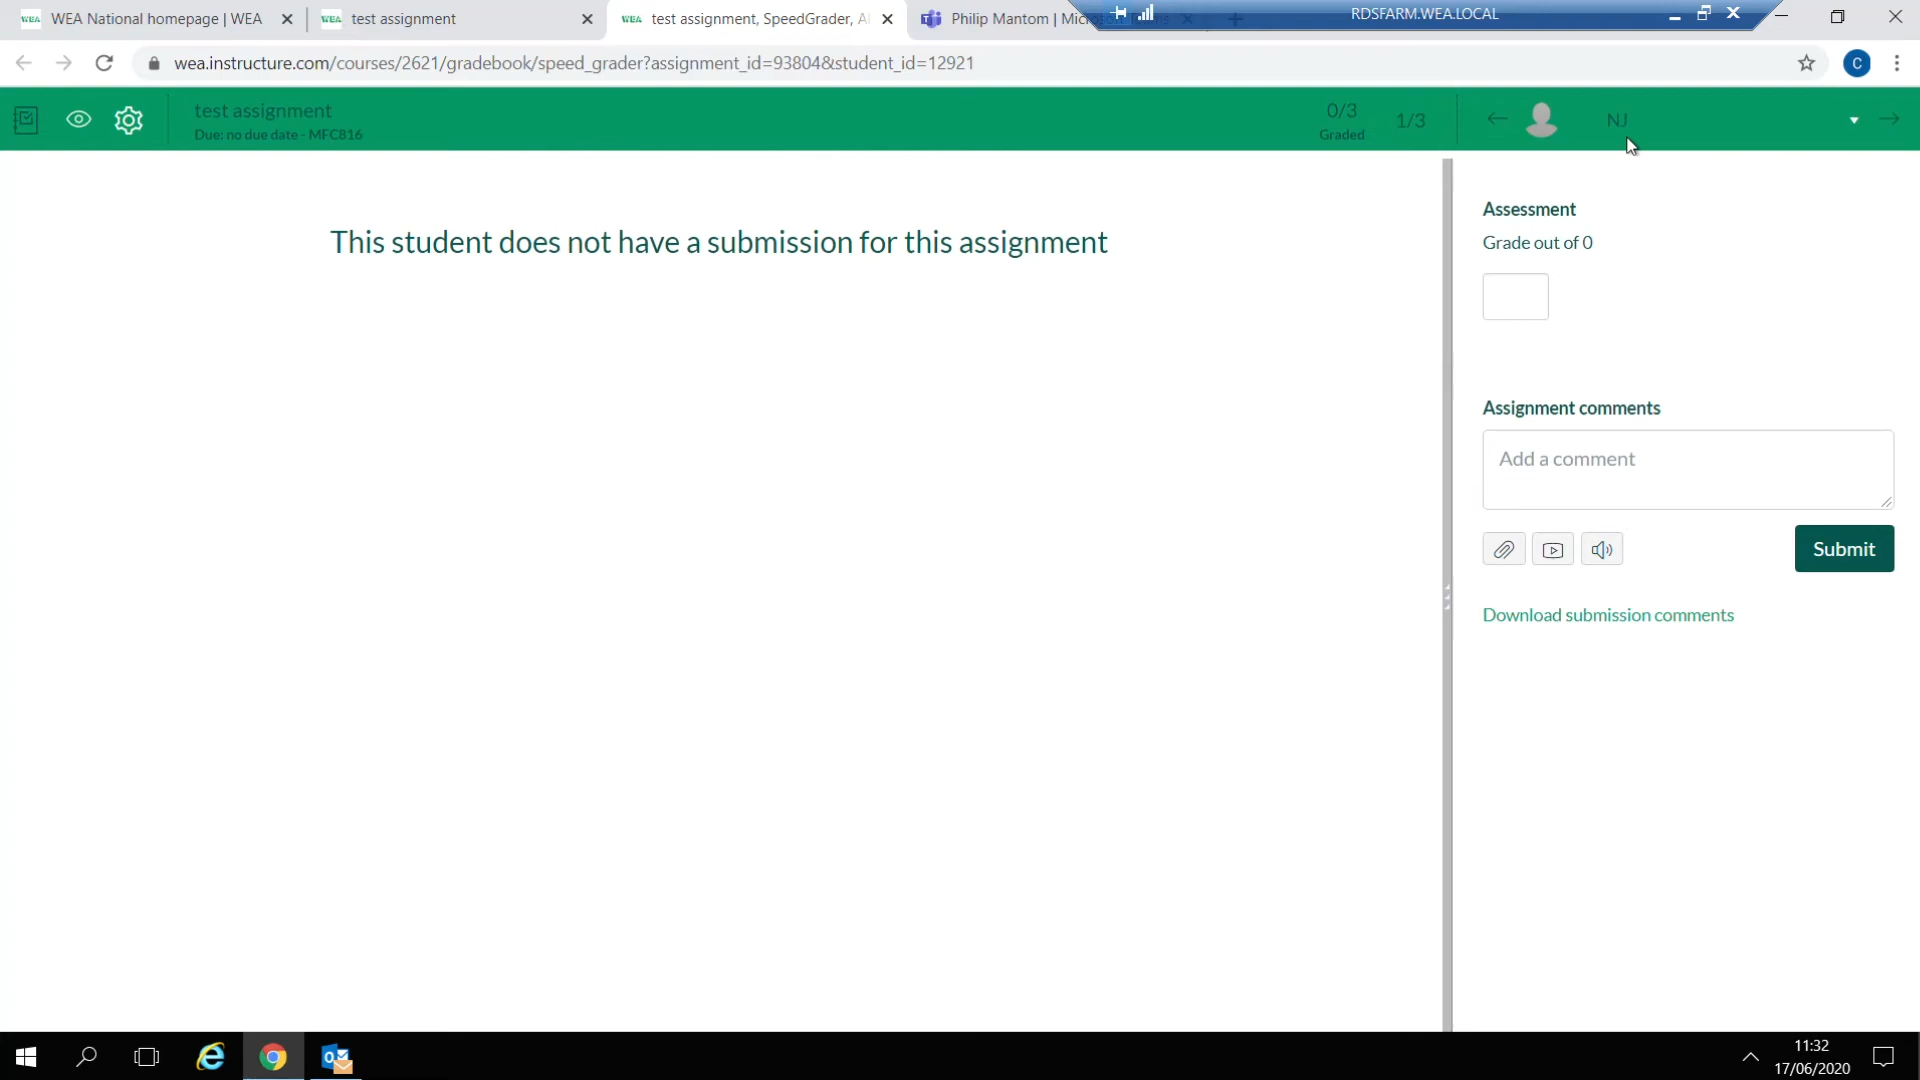 WEA WEA National homepage | WEA
WEA test assignment
WEA test assignment, SpeedGrader, A
Philip Mantom |
RDSFARM.WEA.LOCAL
wea.instructure.com/courses/2621/gradebook/speed_grader?assignment_id=93804&student_id=12921
C
test assignment
Due: no due date - MFC816
0/3
Graded
1/3
NJ
This student does not have a submission for this assignment
Assessment
Grade out of 0
Assignment comments
Add a comment
Submit
Download submission comments
11:32
17/06/2020